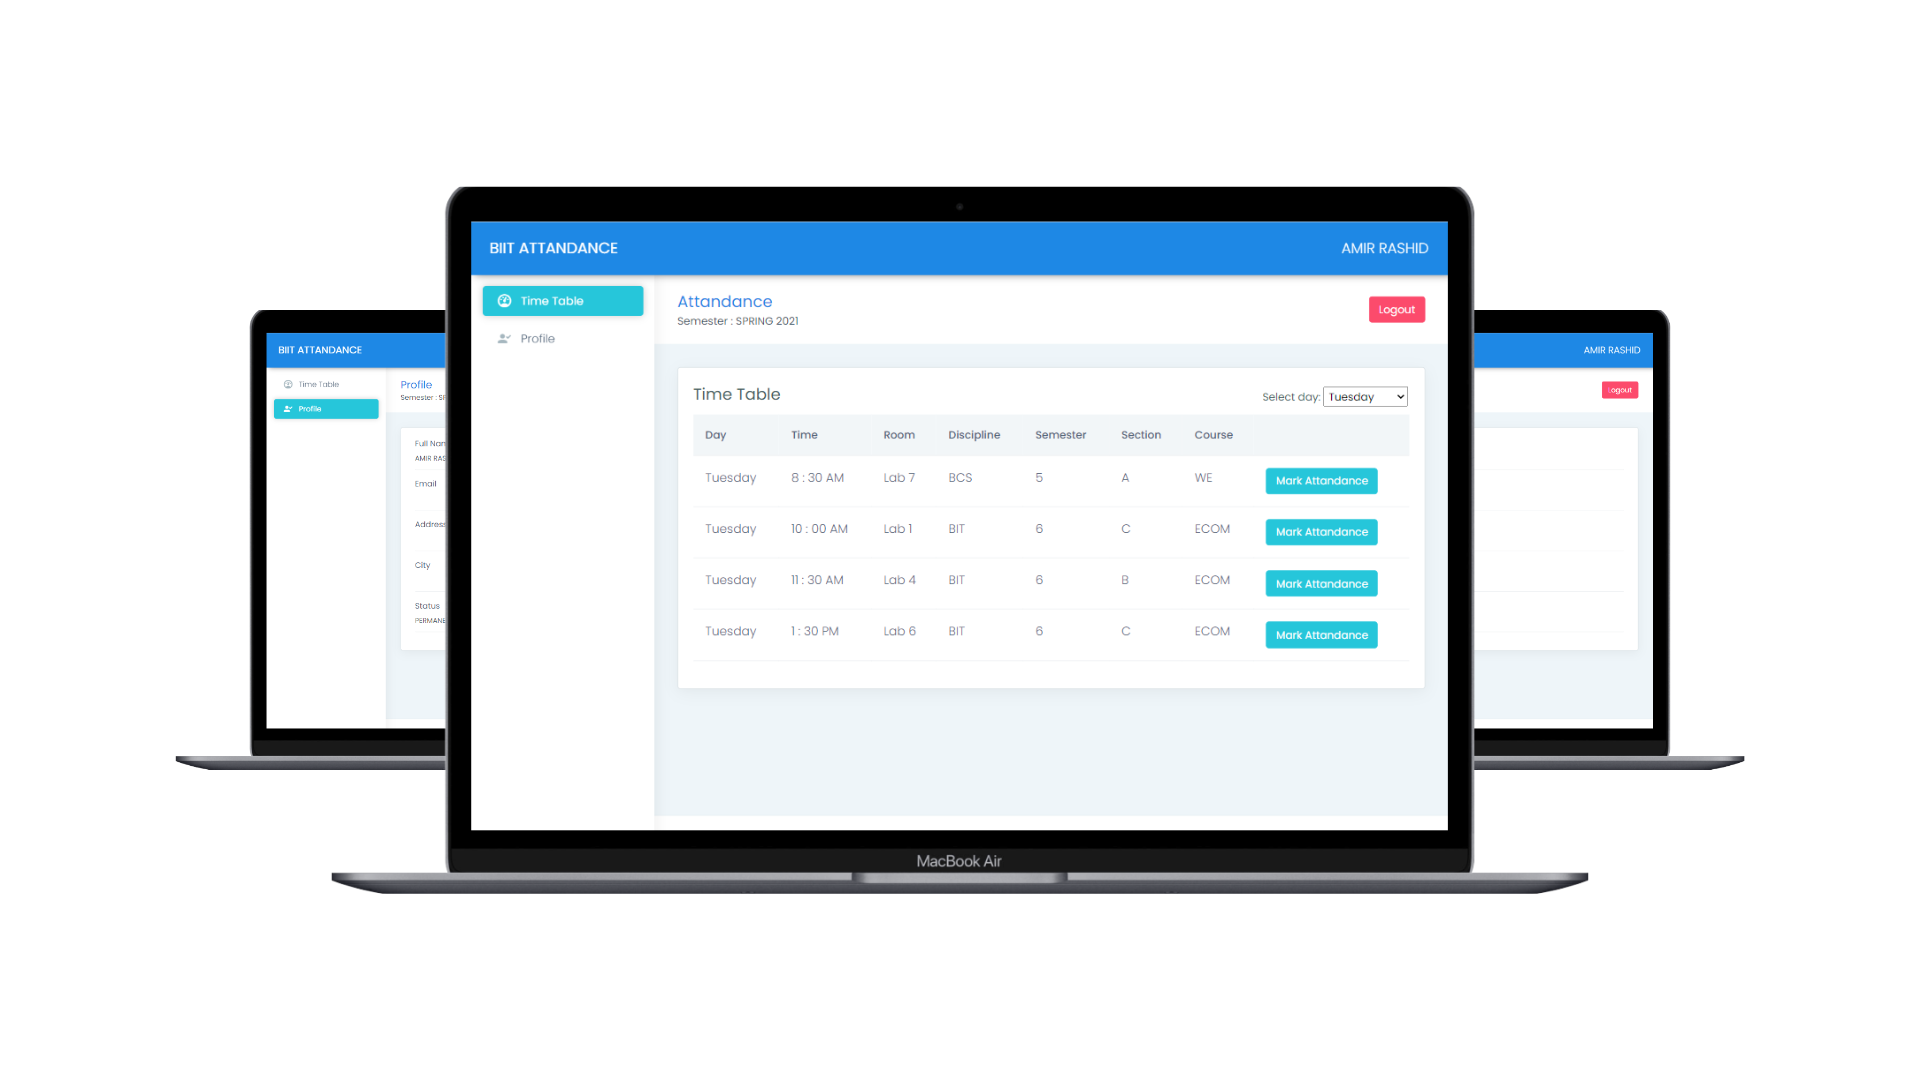 BIIT ATTANDANCE
AMIR RASHID
Time Table
Profile
Attandance
Semester : SPRING 2021
Logout
Time Table
Select day: Tuesday
Day Time Room Discipline Semester Section Course
Tuesday 8 : 30 AM Lab 7 BCS 5 A WE Mark Attandance
Tuesday 10 : 00 AM Lab 1 BIT 6 C ECOM Mark Attandance
Tuesday 11 : 30 AM Lab 4 BIT 6 B ECOM Mark Attandance
Tuesday 1 : 30 PM Lab 6 BIT 6 C ECOM Mark Attandance
MacBook Air
BIIT ATTANDANCE
Time Table
Profile
Profile
Semester : SP
Full Nam
AMIR RAS
Email
Address
City
Status
PERMANE
AMIR RASHID
Logout